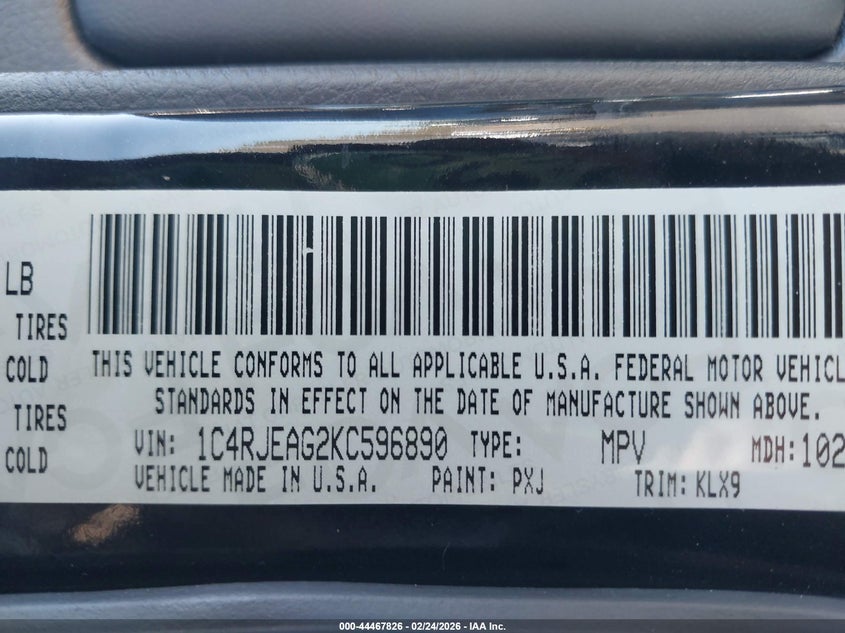 LB
TIRES
COLD
TIRES
COLD
THIS VEHICLE CONFORMS TO ALL APPLICABLE U.S.A. FEDERAL MOTOR VEHICL
STANDARDS IN EFFECT ON THE DATE OF MANUFACTURE SHOWN ABOVE.
VIN: 1C4RJEAG2KC596890 TYPE: MPV MDH:102
VEHICLE MADE IN U.S.A. PAINT: PXJ TRIM: KLX9
000-44467826 - 02/24/2026 - IAA Inc.